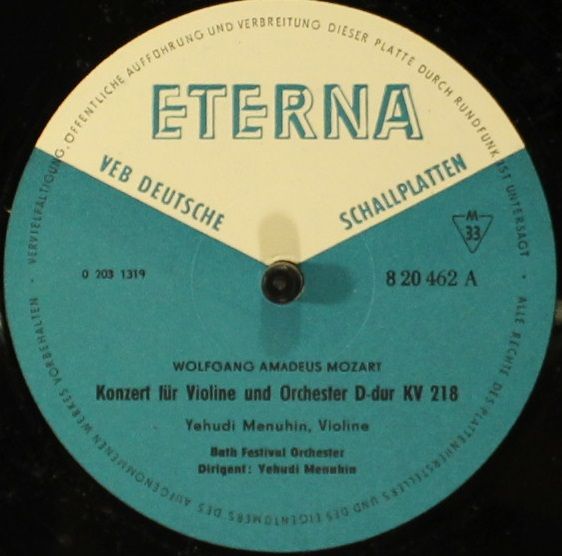 ALLE RECHTE DES PLATTENHERSTELLERS UND DES EIGENTÜMERS DES AUFGENOMMENEN WERKES VORBEHALTEN · VERVIELFÄLTIGUNG, ÖFFENTLICHE AUFFÜHRUNG UND VERBREITUNG DIESER PLATTE DURCH RUNDFUNK IST UNTERSAGT ·
ETERNA
VEB DEUTSCHE SCHALLPLATTEN
M
33
0 203 1319
8 20 462 A
WOLFGANG AMADEUS MOZART
Konzert für Violine und Orchester D-dur KV 218
Yehudi Menuhin, Violine
Bath Festival Orchester
Dirigent: Yehudi Menuhin